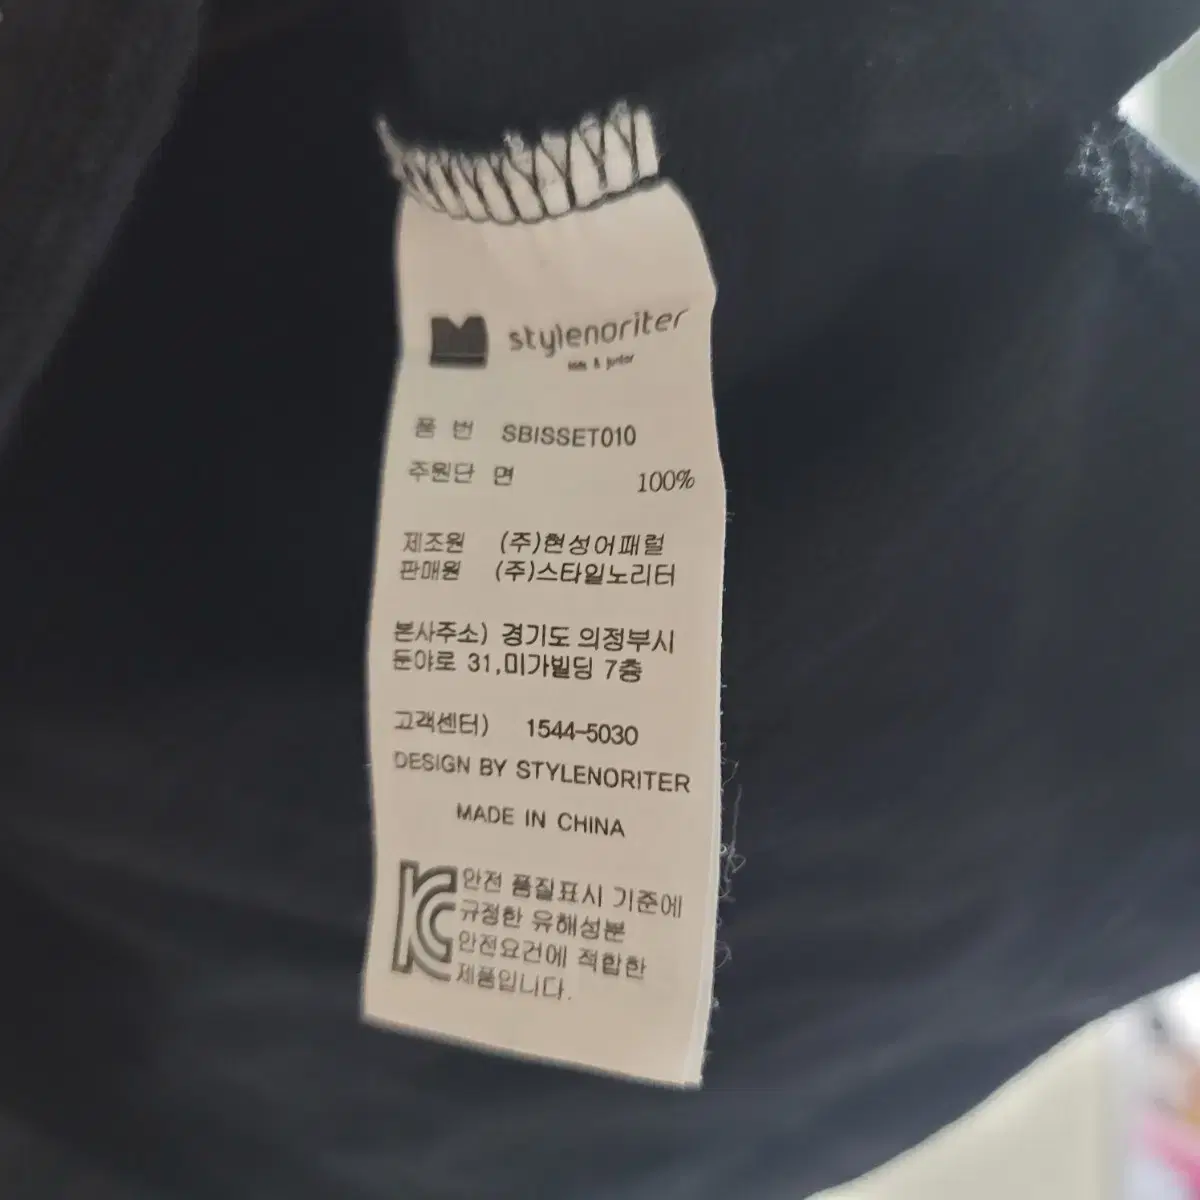 stylenoriter
kids & junior
품 번 SBISSET010
주원단 면 100%
제조원 (주)현성어패럴
판매원 (주)스타일노리터
본사주소) 경기도 의정부시
둔야로 31,미가빌딩 7층
고객센터) 1544-5030
DESIGN BY STYLENORITER
MADE IN CHINA
안전 품질표시 기준에
규정한 유해성분
안전요건에 적합한
제품입니다.